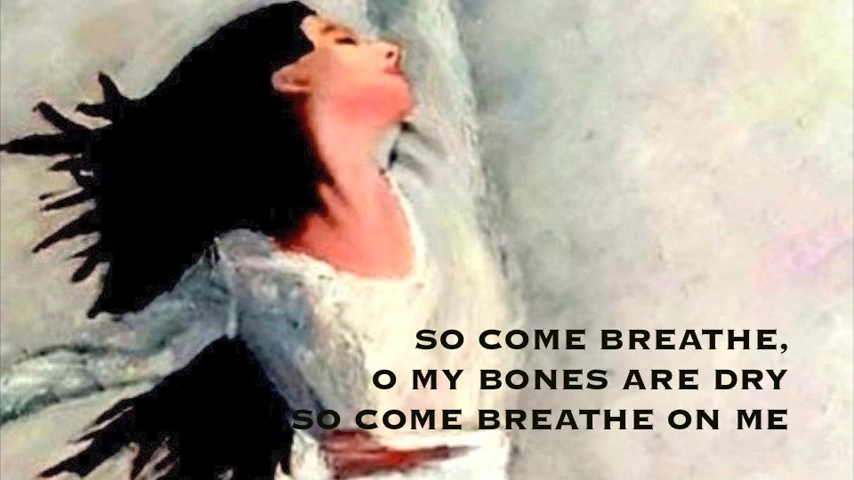 SO COME BREATHE,
O MY BONES ARE DRY
SO COME BREATHE ON ME